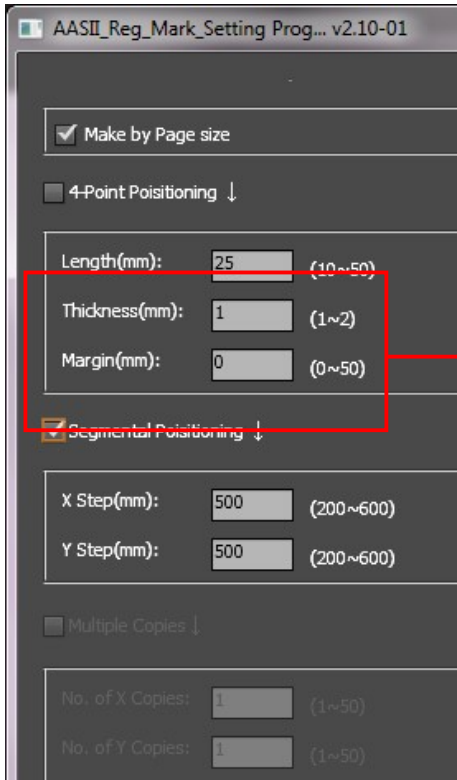 AASII_Reg_Mark_Setting Prog... v2.10-01
Make by Page size
4-Point Poisitioning ↓
Length(mm): 25 (10~50)
Thickness(mm): 1 (1~2)
Margin(mm): 0 (0~50)
Segmental Poisitioning ↓
X Step(mm): 500 (200~600)
Y Step(mm): 500 (200~600)
Multiple Copies ↓
No. of X Copies: 1 (1~50)
No. of Y Copies: 1 (1~50)